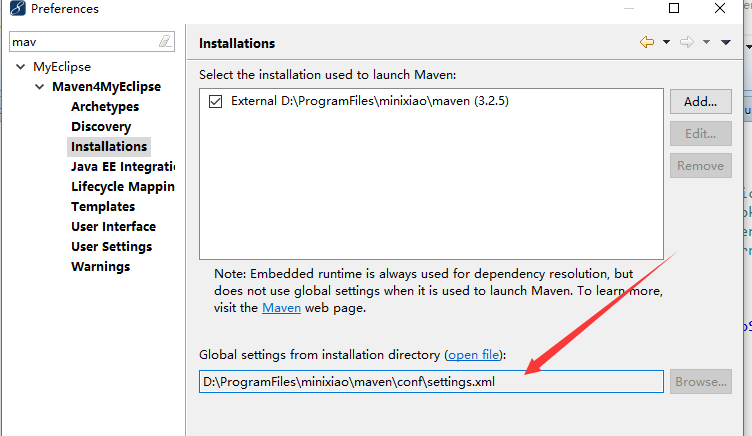 Preferences
mav
MyEclipse
Maven4MyEclipse
Archetypes
Discovery
Installations
Java EE Integratio
Lifecycle Mappin
Templates
User Interface
User Settings
Warnings
Installations
Select the installation used to launch Maven:
External D:\ProgramFiles\minixiao\maven (3.2.5)
Add...
Edit...
Remove
Note: Embedded runtime is always used for dependency resolution, but
does not use global settings when it is used to launch Maven. To learn more,
visit the Maven web page.
Global settings from installation directory (open file):
D:\ProgramFiles\minixiao\maven\conf\settings.xml
Browse...